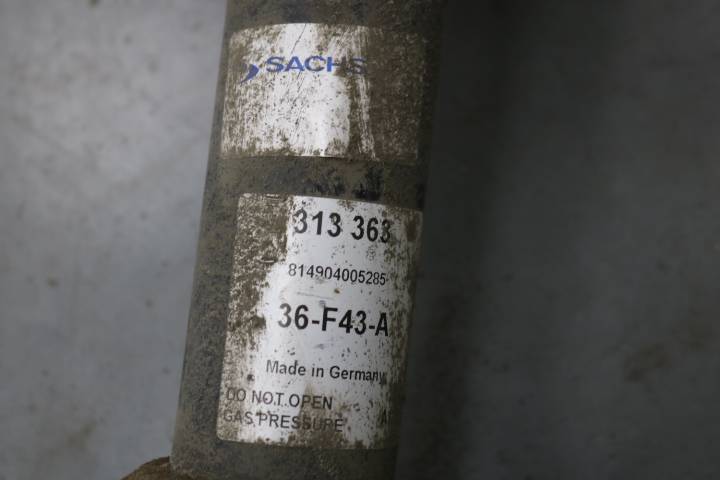 SACHS
313 363
814904005285
36-F43-A
Made in Germany
DO NOT OPEN
GAS PRESSURE A